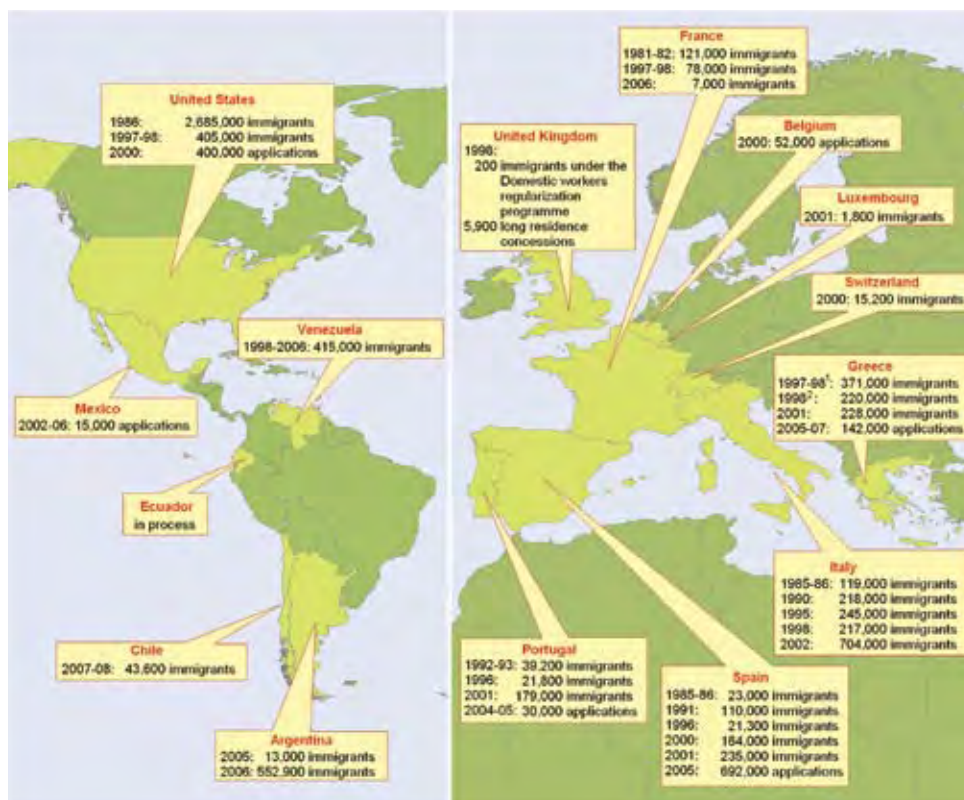 United States
1986: 2,685,000 immigrants
1997-98: 405,000 immigrants
2000: 400,000 applications
Venezuela
1998-2006: 415,000 immigrants
Mexico
2002-06: 15,000 applications
Ecuador
in process
Chile
2007-08: 43,600 immigrants
Argentina
2005: 13,000 immigrants
2006: 552,900 immigrants
France
1981-82: 121,000 immigrants
1997-98: 78,000 immigrants
2006: 7,000 immigrants
United Kingdom
1998:
200 immigrants under the
Domestic workers
regularization
programme
5,900 long residence
concessions
Belgium
2000: 52,000 applications
Luxembourg
2001: 1,800 immigrants
Switzerland
2000: 15,200 immigrants
Greece
1997-98¹: 371,000 immigrants
1998²: 220,000 immigrants
2001: 228,000 immigrants
2005-07: 142,000 applications
Italy
1985-86: 119,000 immigrants
1990: 218,000 immigrants
1995: 245,000 immigrants
1998: 217,000 immigrants
2002: 704,000 immigrants
Portugal
1992-93: 39,200 immigrants
1996: 21,800 immigrants
2001: 179,000 immigrants
2004-05: 30,000 applications
Spain
1985-86: 23,000 immigrants
1991: 110,000 immigrants
1996: 21,300 immigrants
2000: 164,000 immigrants
2001: 235,000 immigrants
2005: 692,000 applications